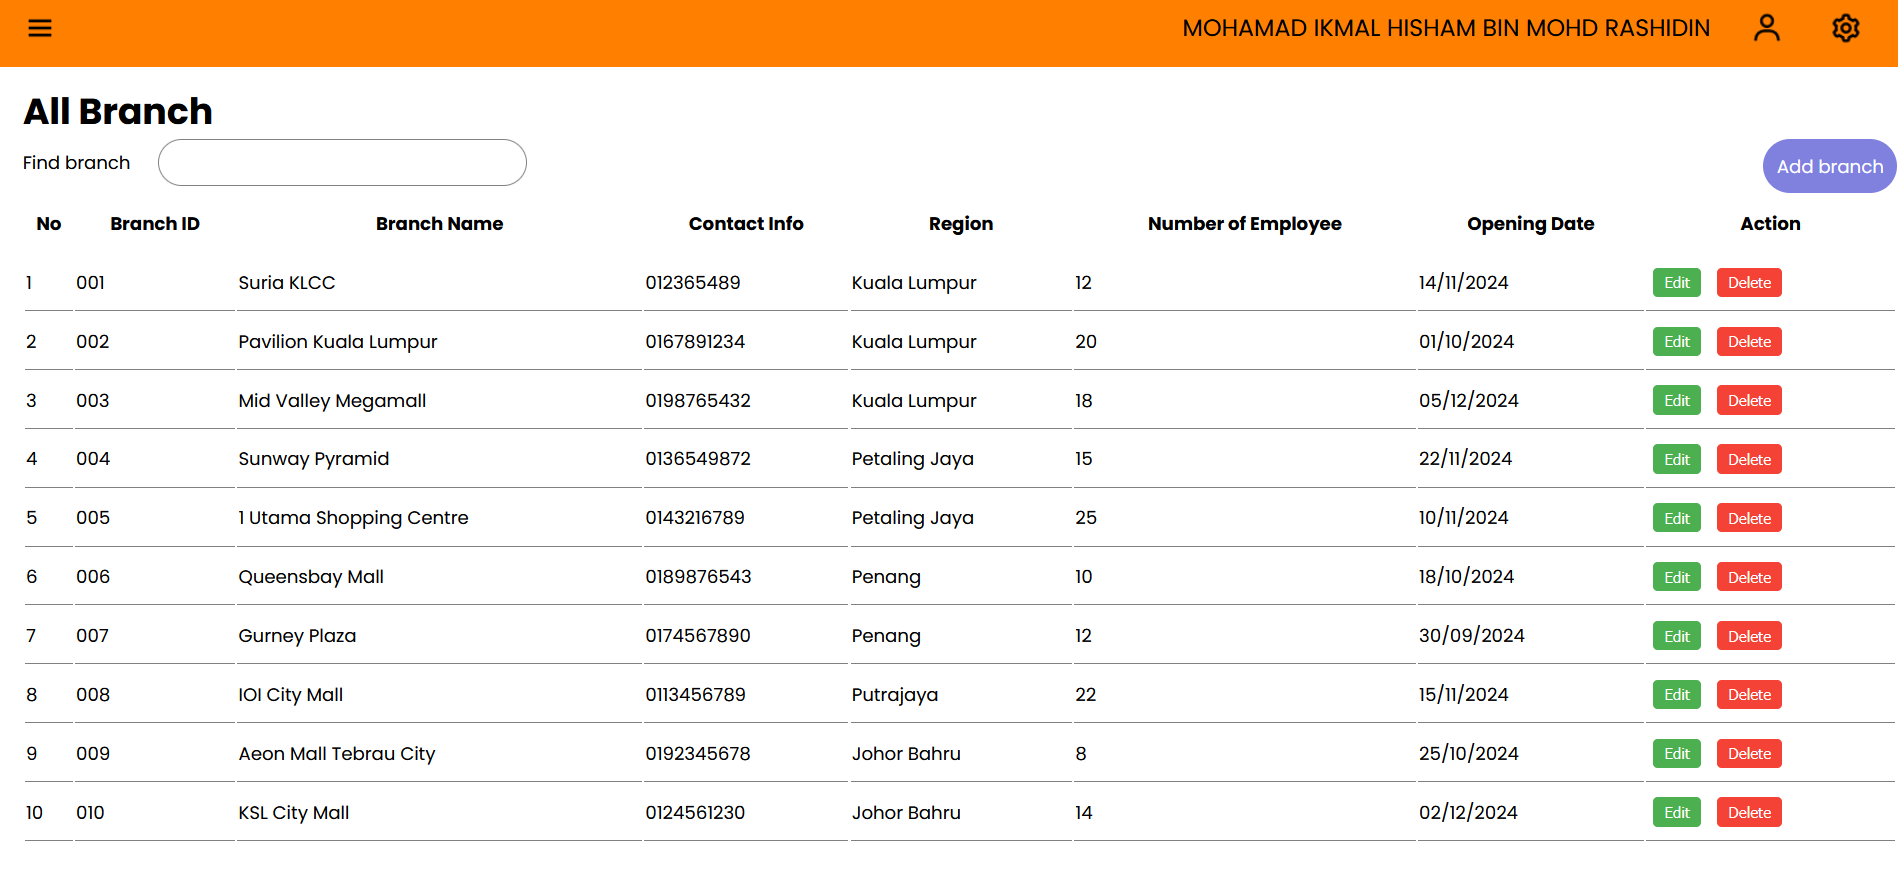 MOHAMAD IKMAL HISHAM BIN MOHD RASHIDIN
All Branch
Find branch
Add branch
No Branch ID Branch Name Contact Info Region Number of Employee Opening Date Action
1 001 Suria KLCC 012365489 Kuala Lumpur 12 14/11/2024 Edit Delete
2 002 Pavilion Kuala Lumpur 0167891234 Kuala Lumpur 20 01/10/2024 Edit Delete
3 003 Mid Valley Megamall 0198765432 Kuala Lumpur 18 05/12/2024 Edit Delete
4 004 Sunway Pyramid 0136549872 Petaling Jaya 15 22/11/2024 Edit Delete
5 005 1 Utama Shopping Centre 0143216789 Petaling Jaya 25 10/11/2024 Edit Delete
6 006 Queensbay Mall 0189876543 Penang 10 18/10/2024 Edit Delete
7 007 Gurney Plaza 0174567890 Penang 12 30/09/2024 Edit Delete
8 008 IOI City Mall 0113456789 Putrajaya 22 15/11/2024 Edit Delete
9 009 Aeon Mall Tebrau City 0192345678 Johor Bahru 8 25/10/2024 Edit Delete
10 010 KSL City Mall 0124561230 Johor Bahru 14 02/12/2024 Edit Delete